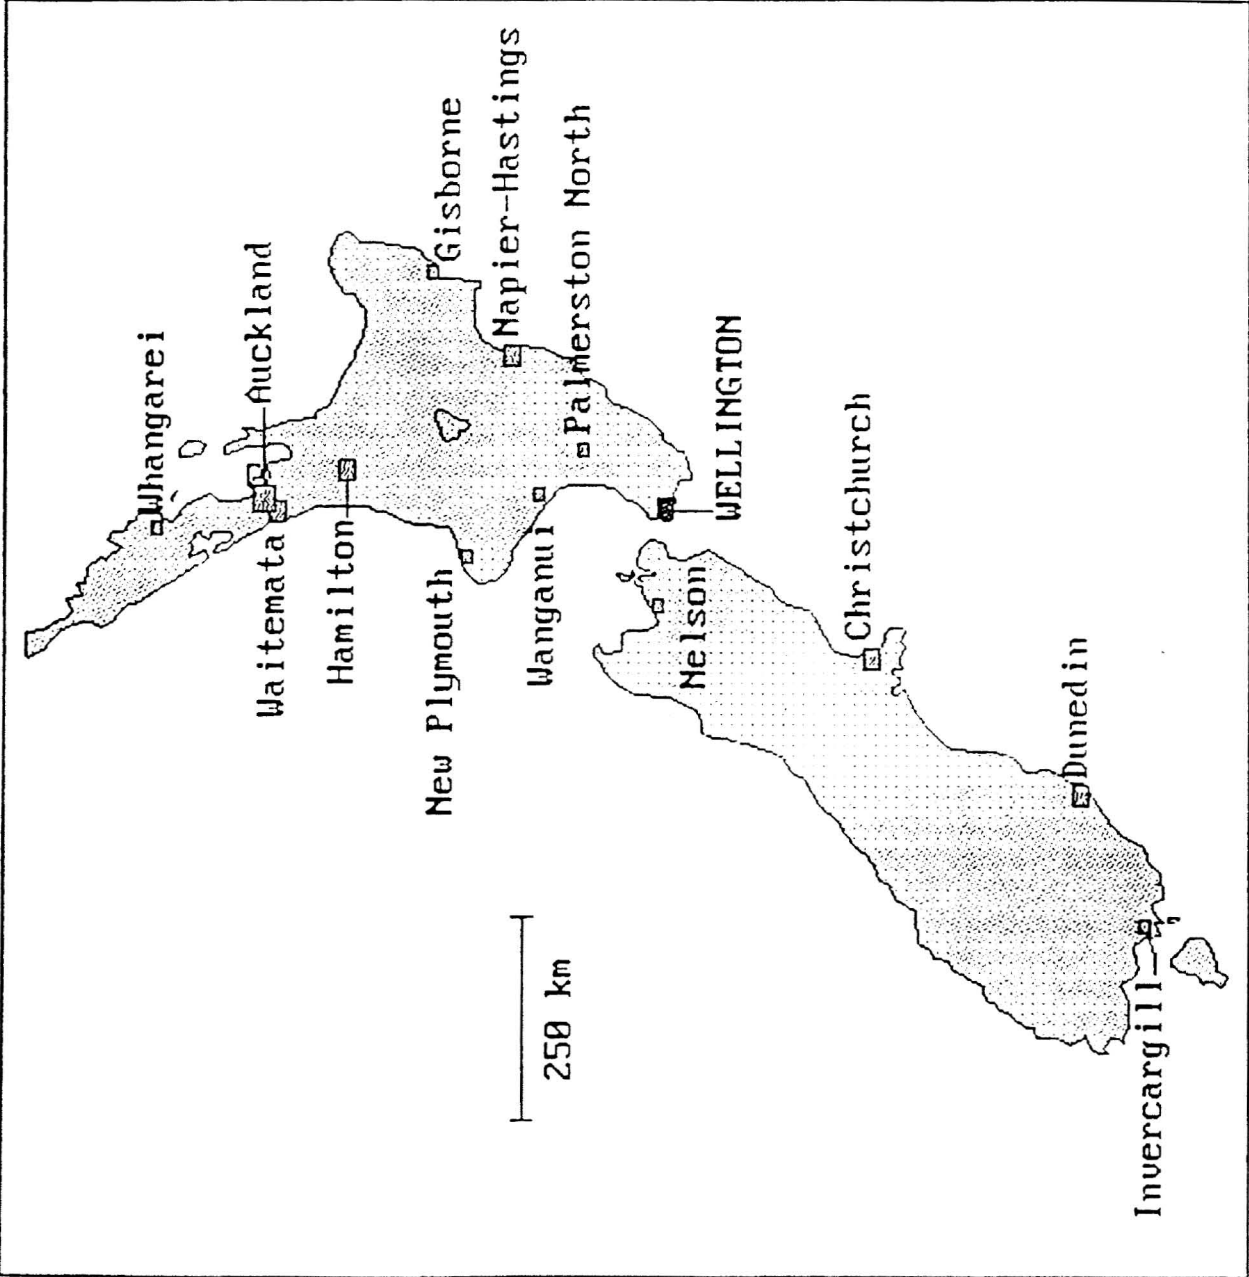 Whangarei
Auckland
Waitemata
Hamilton
Gisborne
New Plymouth
Napier-Hastings
Wanganui
Palmerston North
WELLINGTON
Nelson
Christchurch
Dunedin
Invercargill
250 km